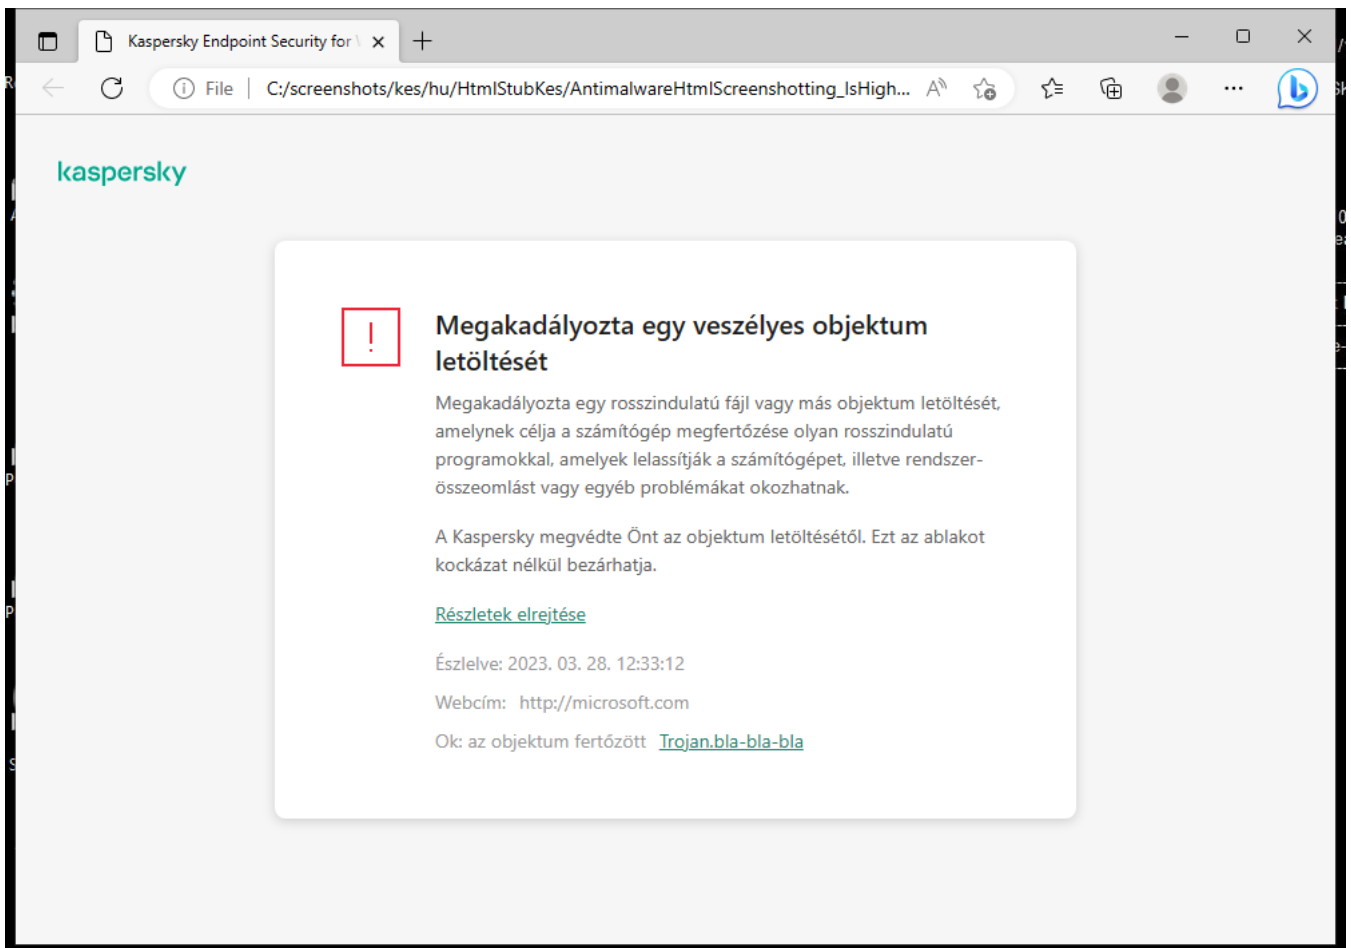 Kaspersky Endpoint Security for
File
C:/screenshots/kes/hu/HtmlStubKes/AntimalwareHtmlScreenshotting_IsHigh...
kaspersky
!
Megakadályozta egy veszélyes objektum
letöltését
Megakadályozta egy rosszindulatú fájl vagy más objektum letöltését,
amelynek célja a számítógép megfertőzése olyan rosszindulatú
programokkal, amelyek lelassítják a számítógépet, illetve rendszer-
összeomlást vagy egyéb problémákat okozhatnak.
A Kaspersky megvédte Önt az objektum letöltésétől. Ezt az ablakot
kockázat nélkül bezárhatja.
Részletek elrejtése
Észlelve: 2023. 03. 28. 12:33:12
Webcím: http://microsoft.com
Ok: az objektum fertőzött Trojan.bla-bla-bla